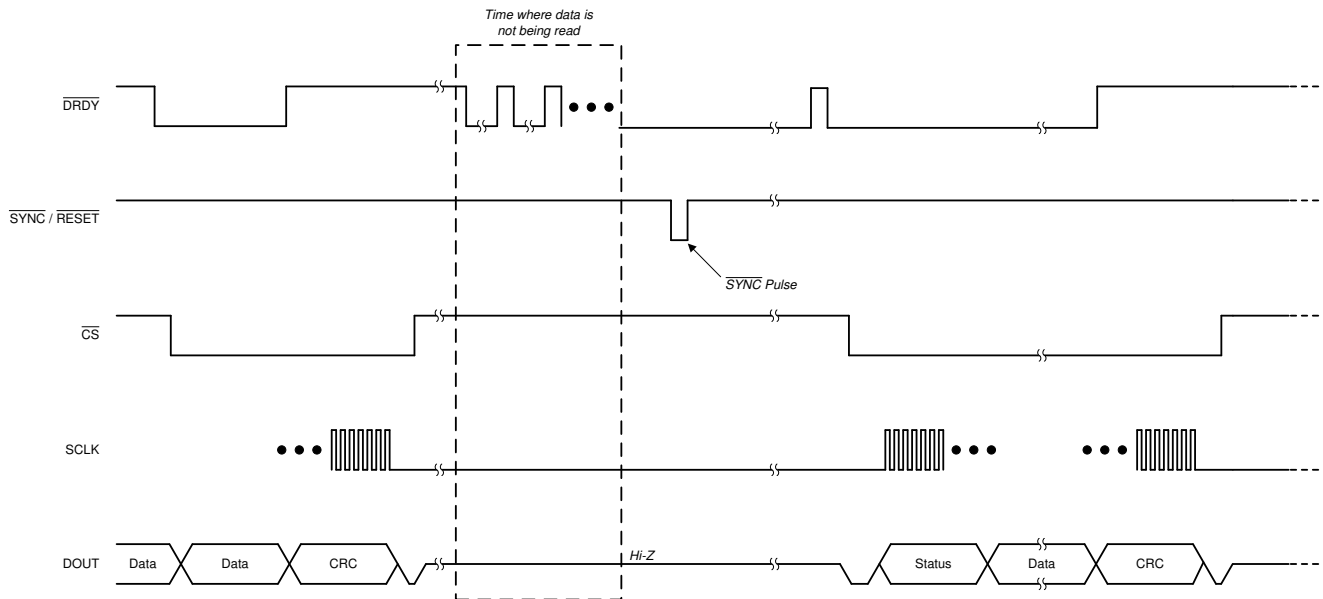 Time where data is
not being read
DRDY
SYNC / RESET
SYNC Pulse
CS
SCLK
DOUT
Data
Data
CRC
Hi-Z
Status
Data
CRC